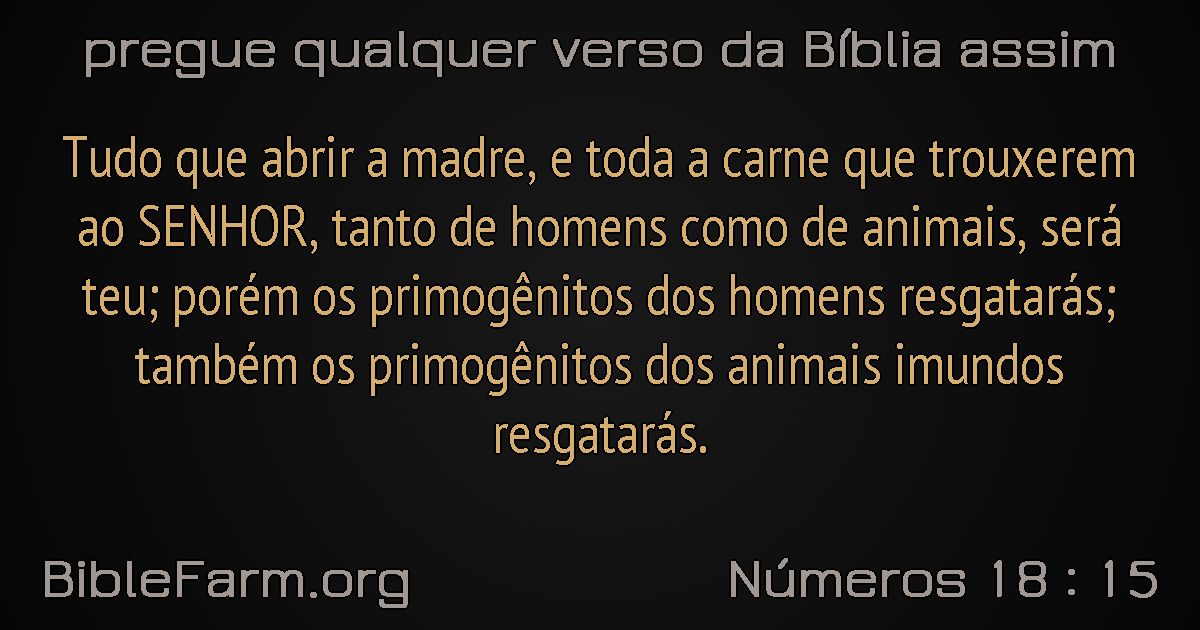 pregue qualquer verso da Bíblia assim
Tudo que abrir a madre, e toda a carne que trouxerem
ao SENHOR, tanto de homens como de animais, será
teu; porém os primogênitos dos homens resgatarás;
também os primogênitos dos animais imundos
resgatarás.
BibleFarm.org
Números 18 : 15